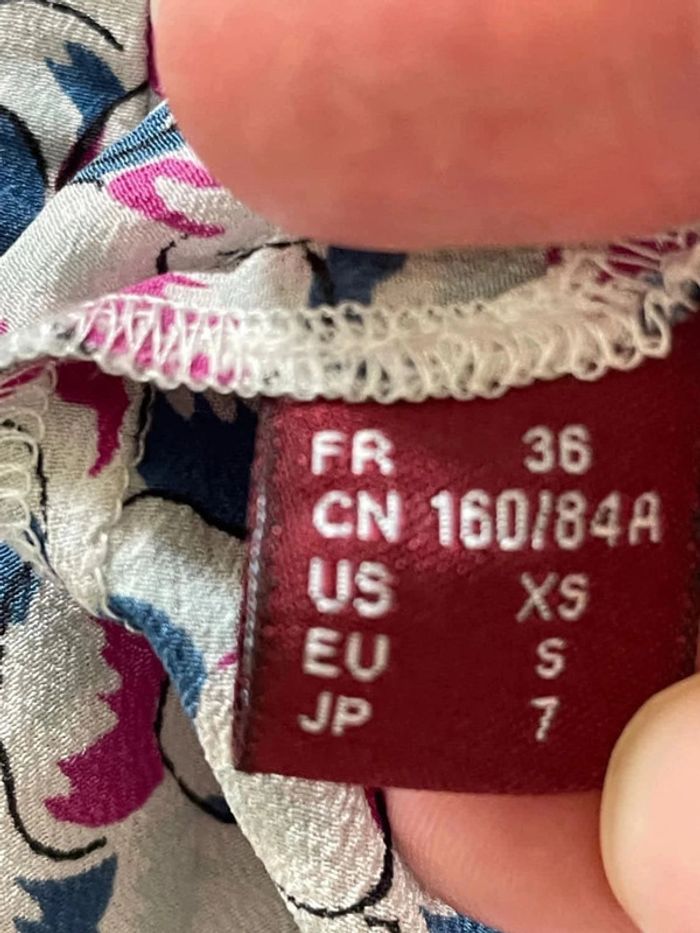 FR 36
CN 160/84A
US XS
EU S
JP 7